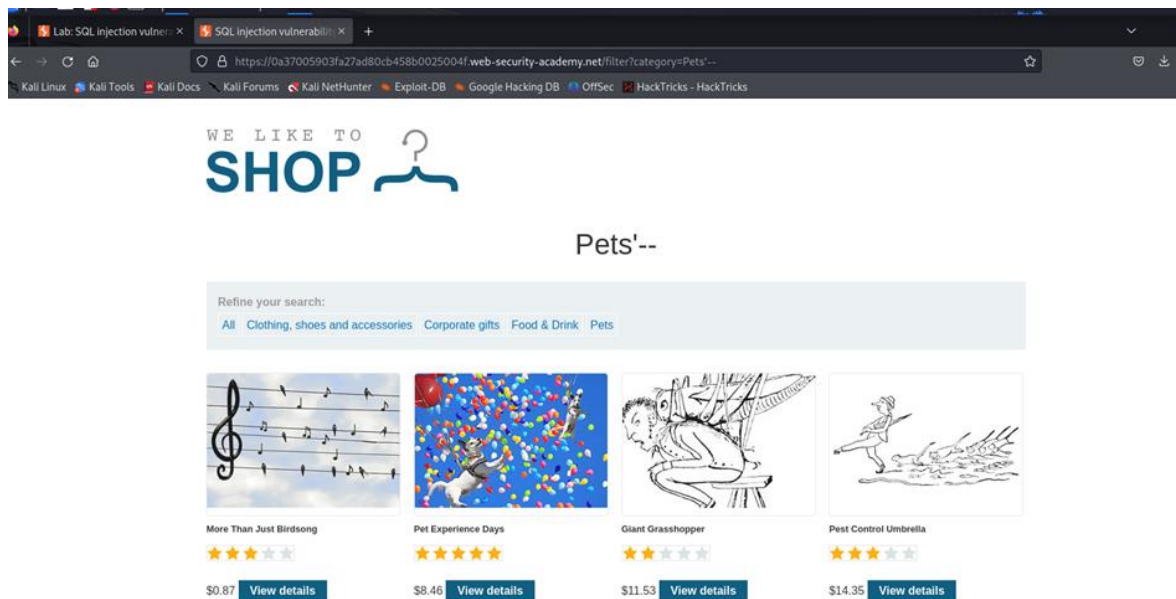 Lab: SQL injection vulner
SQL injection vulnerabilit
https://0a37005903fa27ad80cb458b0025004f.web-security-academy.net/filter?category=Pets'--
Kali Linux Kali Tools Kali Docs Kali Forums Kali NetHunter Exploit-DB Google Hacking DB OffSec HackTricks - HackTricks
WE LIKE TO
SHOP
Pets'--
Refine your search:
All Clothing, shoes and accessories Corporate gifts Food & Drink Pets
More Than Just Birdsong Pet Experience Days Giant Grasshopper Pest Control Umbrella
$0.87 View details $8.46 View details $11.53 View details $14.35 View details